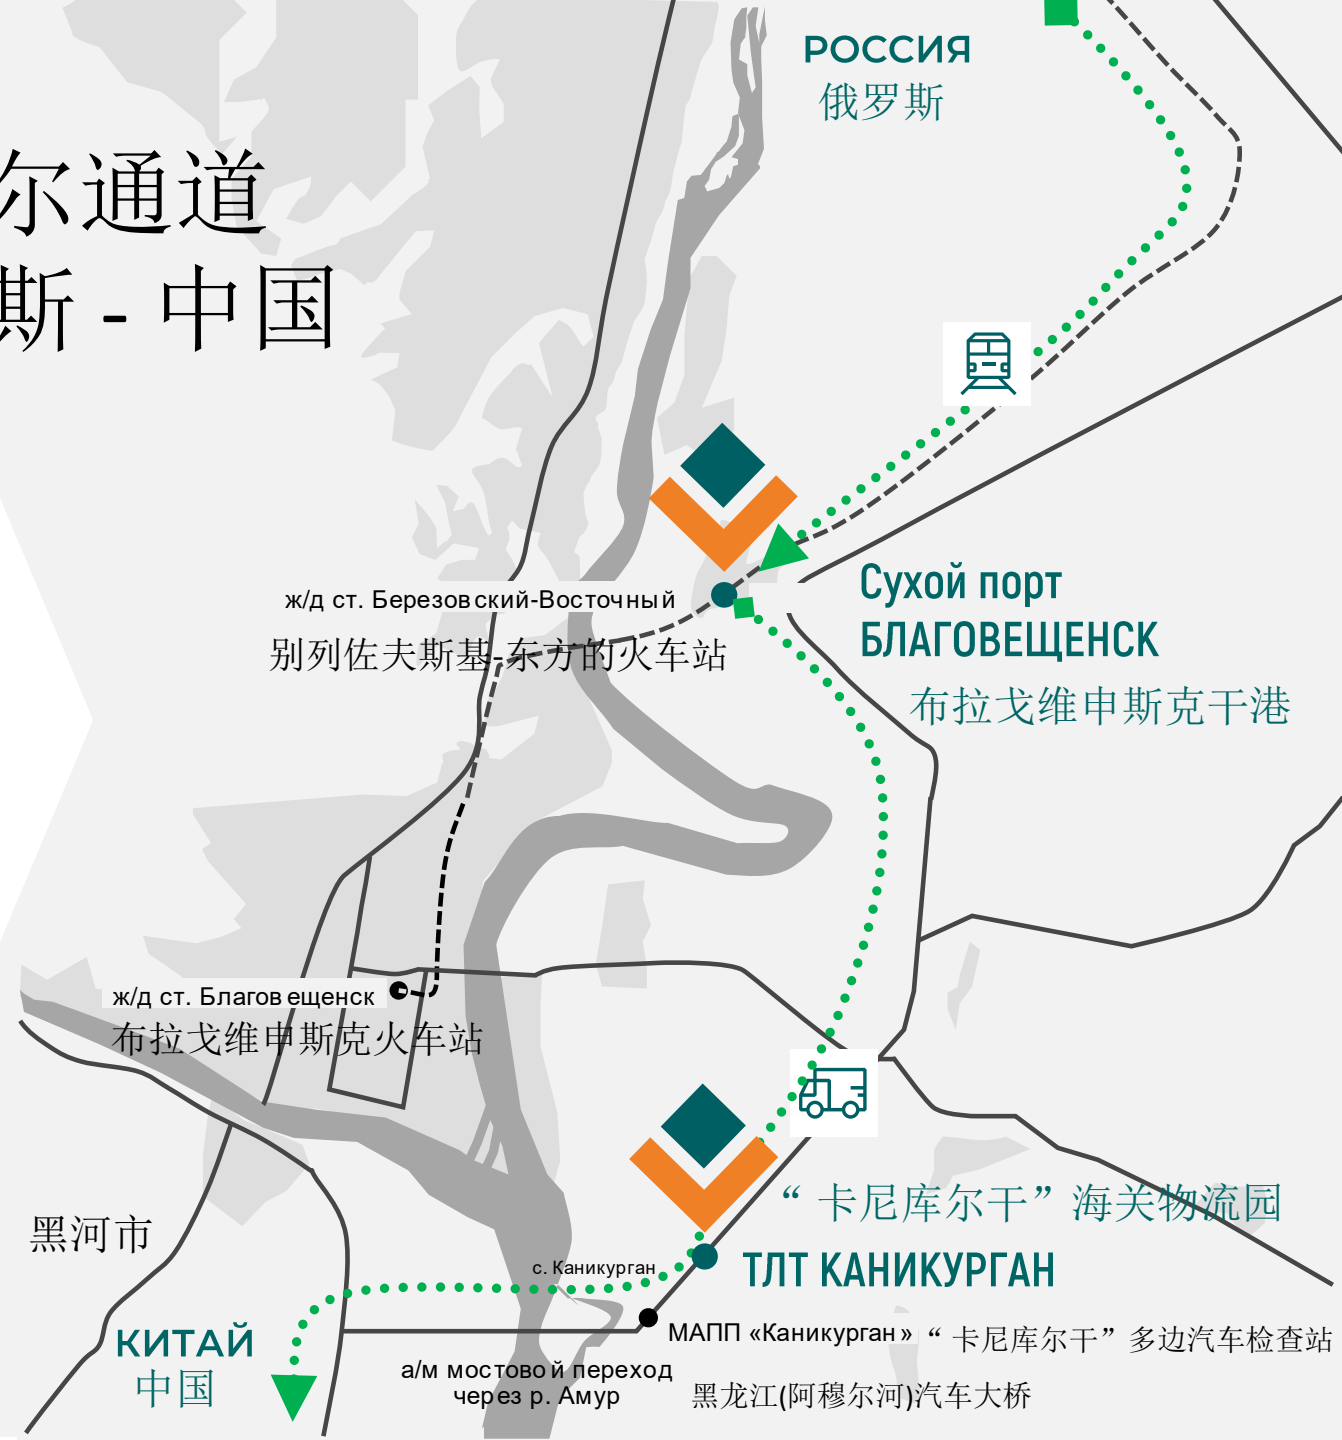 РОССИЯ
俄罗斯
尔通道
斯 - 中国
ж/д ст. Березовский-Восточный
别列佐夫斯基-东方的火车站
Сухой порт
БЛАГОВЕЩЕНСК
布拉戈维申斯克干港
ж/д ст. Благовещенск
布拉戈维申斯克火车站
“ 卡尼库尔干” 海关物流园
黑河市
ТЛТ КАНИКУРГАН
с. Каникурган
МАПП «Каникурган»
“ 卡尼库尔干” 多边汽车检查站
КИТАЙ
中国
а/м мостовой переход
через р. Амур
黑龙江(阿穆尔河)汽车大桥